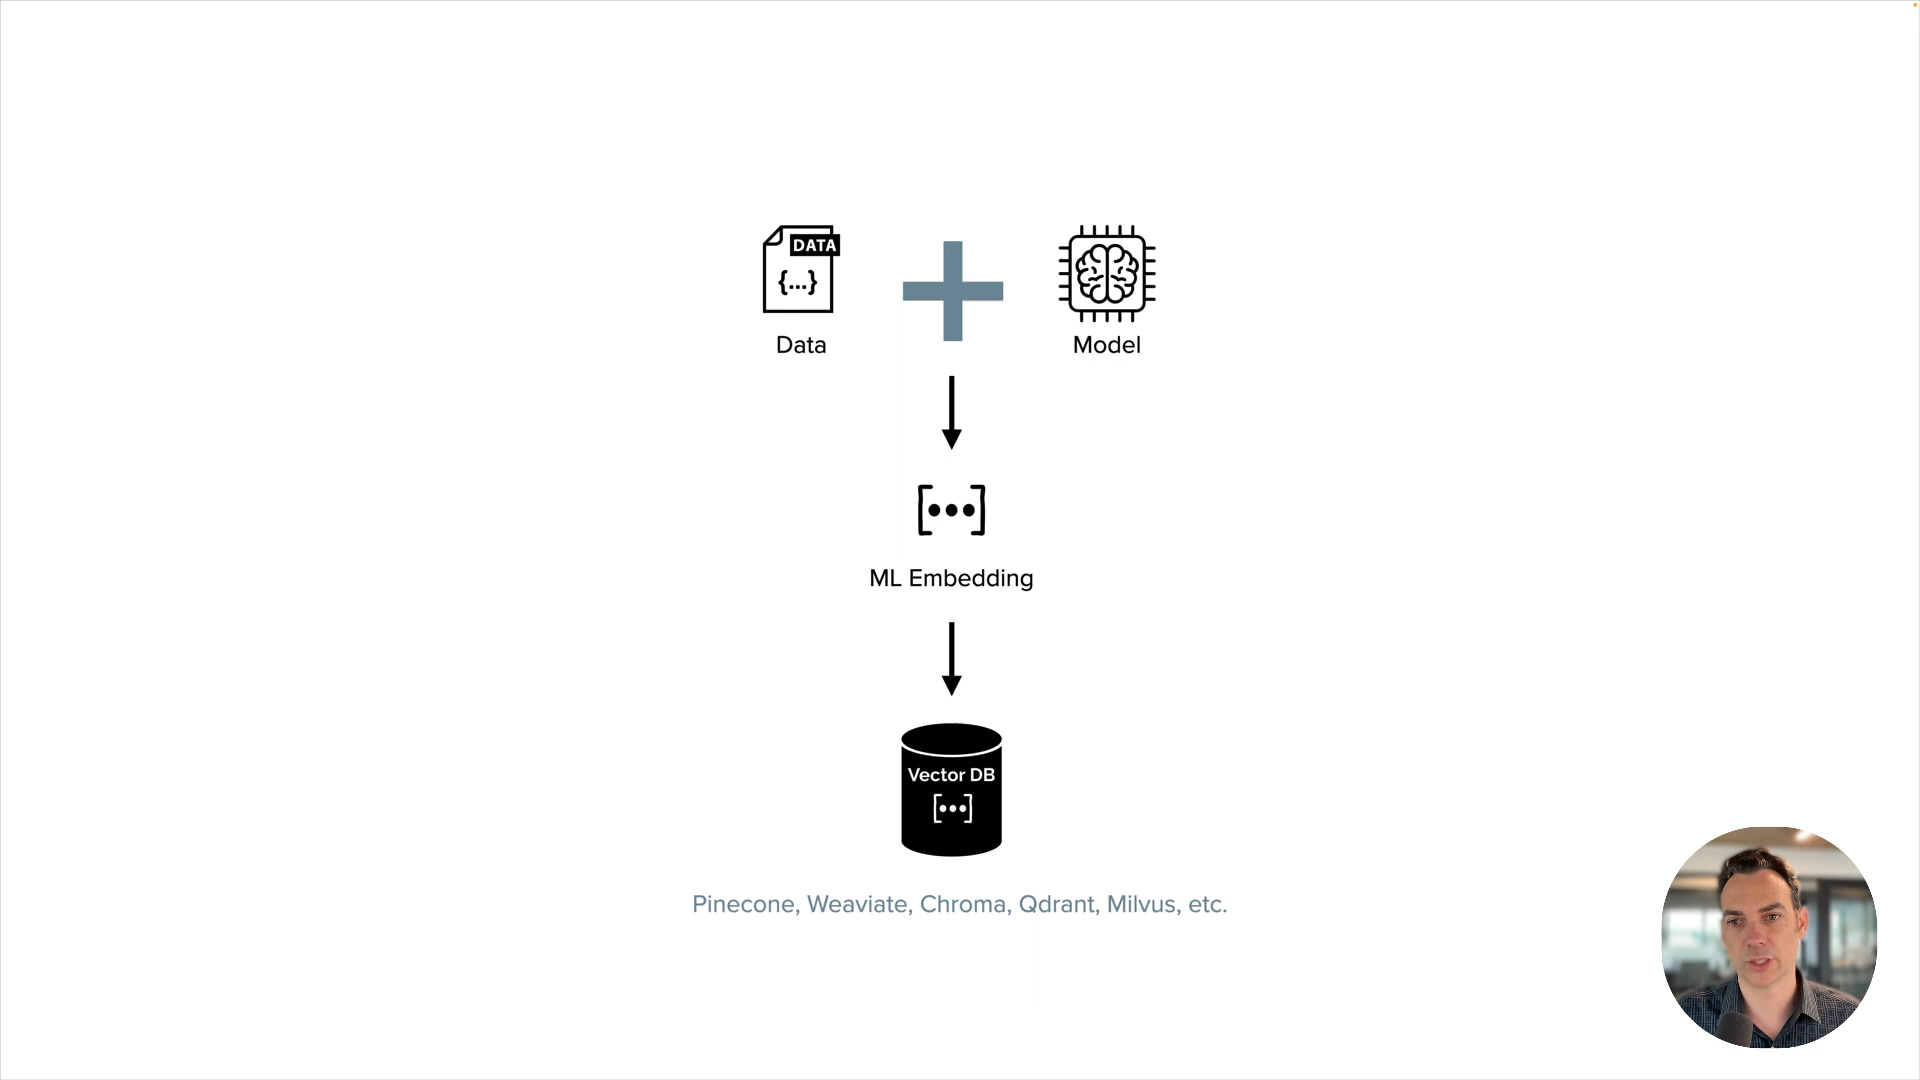 DATA
{...}
Data
Model
[•••]
ML Embedding
Vector DB
[•••]
Pinecone, Weaviate, Chroma, Qdrant, Milvus, etc.